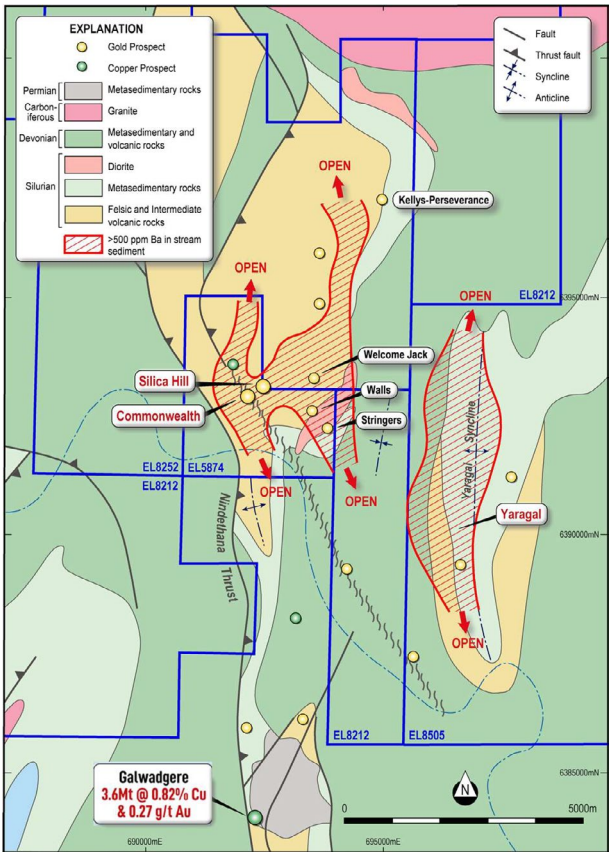 EXPLANATION
Gold Prospect
Copper Prospect
Permian
Metasedimentary rocks
Carbon-
iferous
Granite
Devonian
Metasedimentary and
volcanic rocks
Silurian
Diorite
Metasedimentary rocks
Felsic and Intermediate
volcanic rocks
>500 ppm Ba in stream
sediment
Fault
Thrust fault
Syncline
Anticline
OPEN
Kellys-Perseverance
OPEN
OPEN
EL8212
6395000mN
Welcome Jack
Silica Hill
Walls
Commonwealth
Stringers
EL8252
EL5874
EL8212
OPEN
OPEN
Yaragal Syncline
Yaragal
Nindethana Thrust
6390000mN
OPEN
EL8212
EL8505
6385000mN
Galwadgere
3.6Mt @ 0.82% Cu
& 0.27 g/t Au
N
0
5000m
690000mE
695000mE